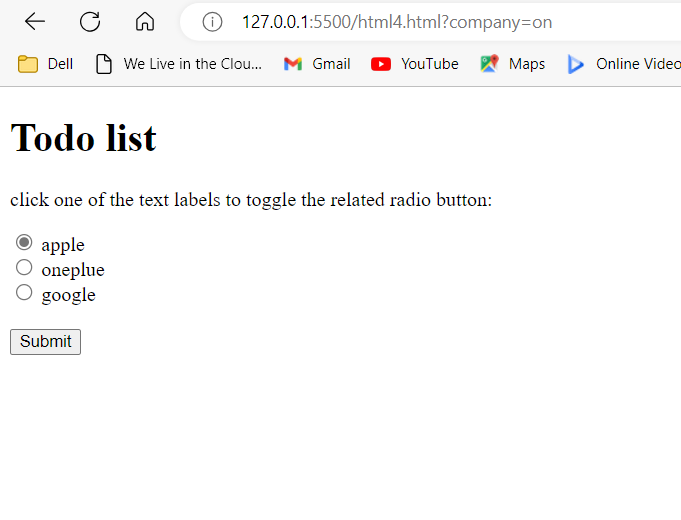 127.0.0.1:5500/html4.html?company=on
Dell We Live in the Clou... Gmail YouTube Maps Online Video
Todo list
click one of the text labels to toggle the related radio button:
apple
oneplue
google
Submit